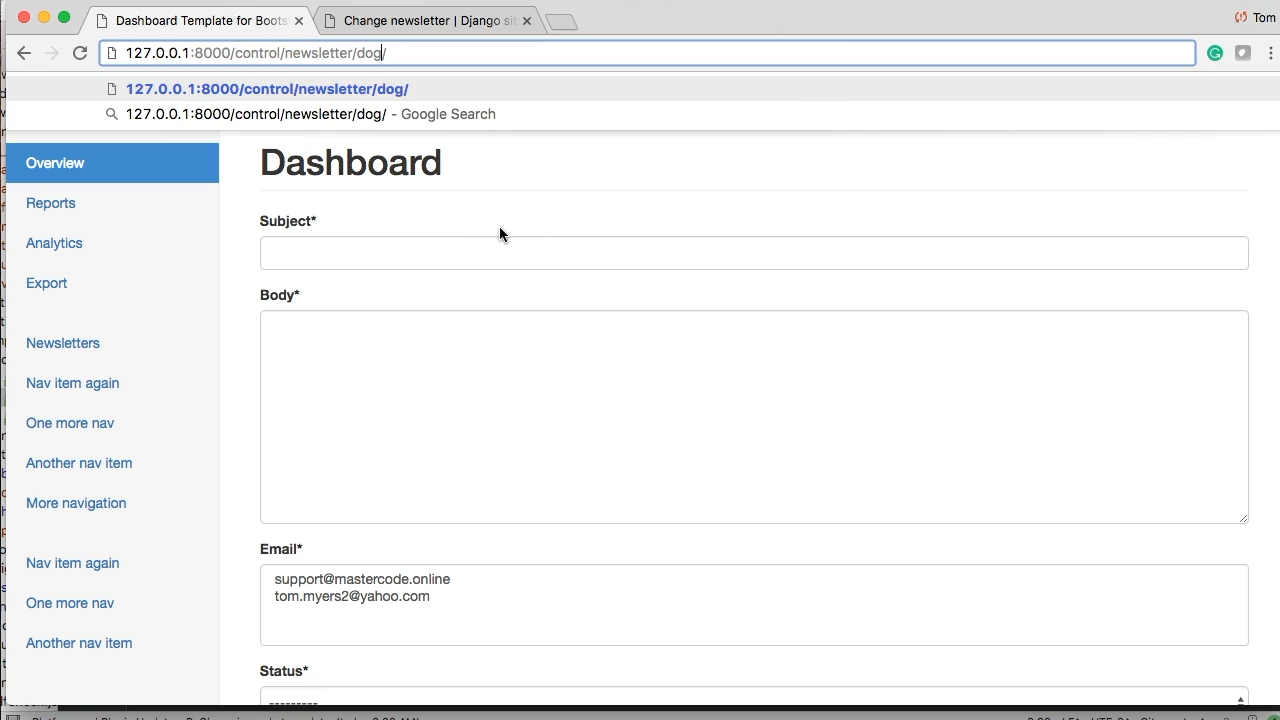 Dashboard Template for Boots
Change newsletter | Django sit
Tom
127.0.0.1:8000/control/newsletter/dog/
127.0.0.1:8000/control/newsletter/dog/
127.0.0.1:8000/control/newsletter/dog/ - Google Search
Overview
Reports
Analytics
Export
Newsletters
Nav item again
One more nav
Another nav item
More navigation
Nav item again
One more nav
Another nav item
Dashboard
Subject*
Body*
Email*
support@mastercode.online
tom.myers2@yahoo.com
Status*
---------